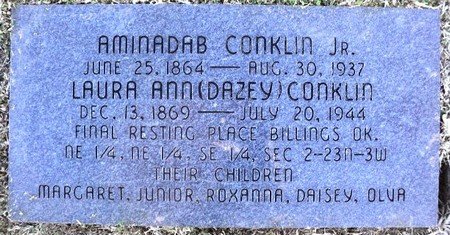 AMINADAB CONKLIN JR.
JUNE 25, 1864 — AUG. 30, 1937
LAURA ANN (DAZEY) CONKLIN
DEC. 13, 1869 — JULY 20, 1944
FINAL RESTING PLACE BILLINGS OK.
NE 1/4, NE 1/4, SE 1/4, SEC 2-23N-3W
THEIR CHILDREN
MARGARET, JUNIOR, ROXANNA, DAISEY, OLVA